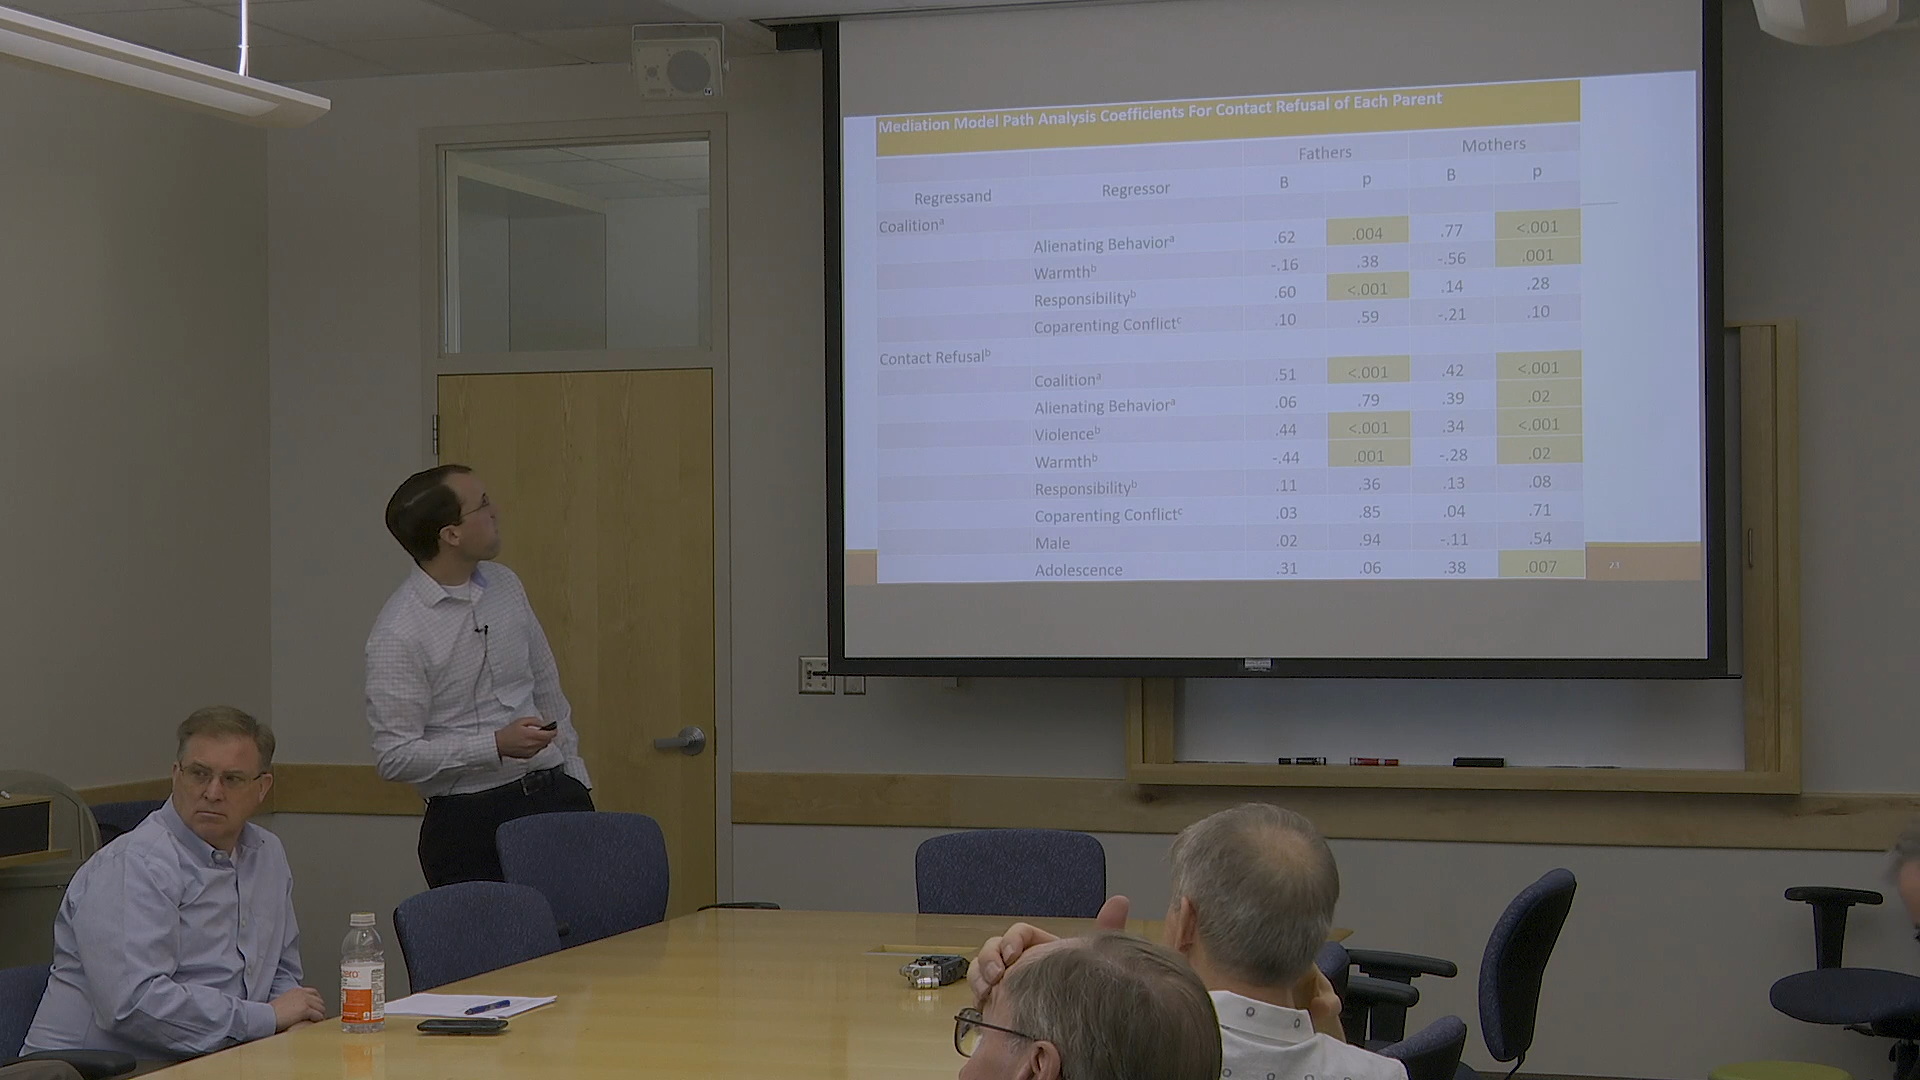 Mediation Model Path Analysis Coefficients For Contact Refusal of Each Parent
Fathers Mothers
Regressand Regressor B p B p
Coalitionᵃ
Alienating Behaviorᵃ .62 .004 .77 <.001
Warmthᵇ -.16 .38 -.56 .001
Responsibilityᵇ .60 <.001 .14 .28
Coparenting Conflictᶜ .10 .59 -.21 .10
Contact Refusalᵇ
Coalitionᵃ .51 <.001 .42 <.001
Alienating Behaviorᵃ .06 .79 .39 .02
Violenceᵇ .44 <.001 .34 <.001
Warmthᵇ -.44 .001 -.28 .02
Responsibilityᵇ .11 .36 .13 .08
Coparenting Conflictᶜ .03 .85 .04 .71
Male .02 .94 -.11 .54
Adolescence .31 .06 .38 .007
zero